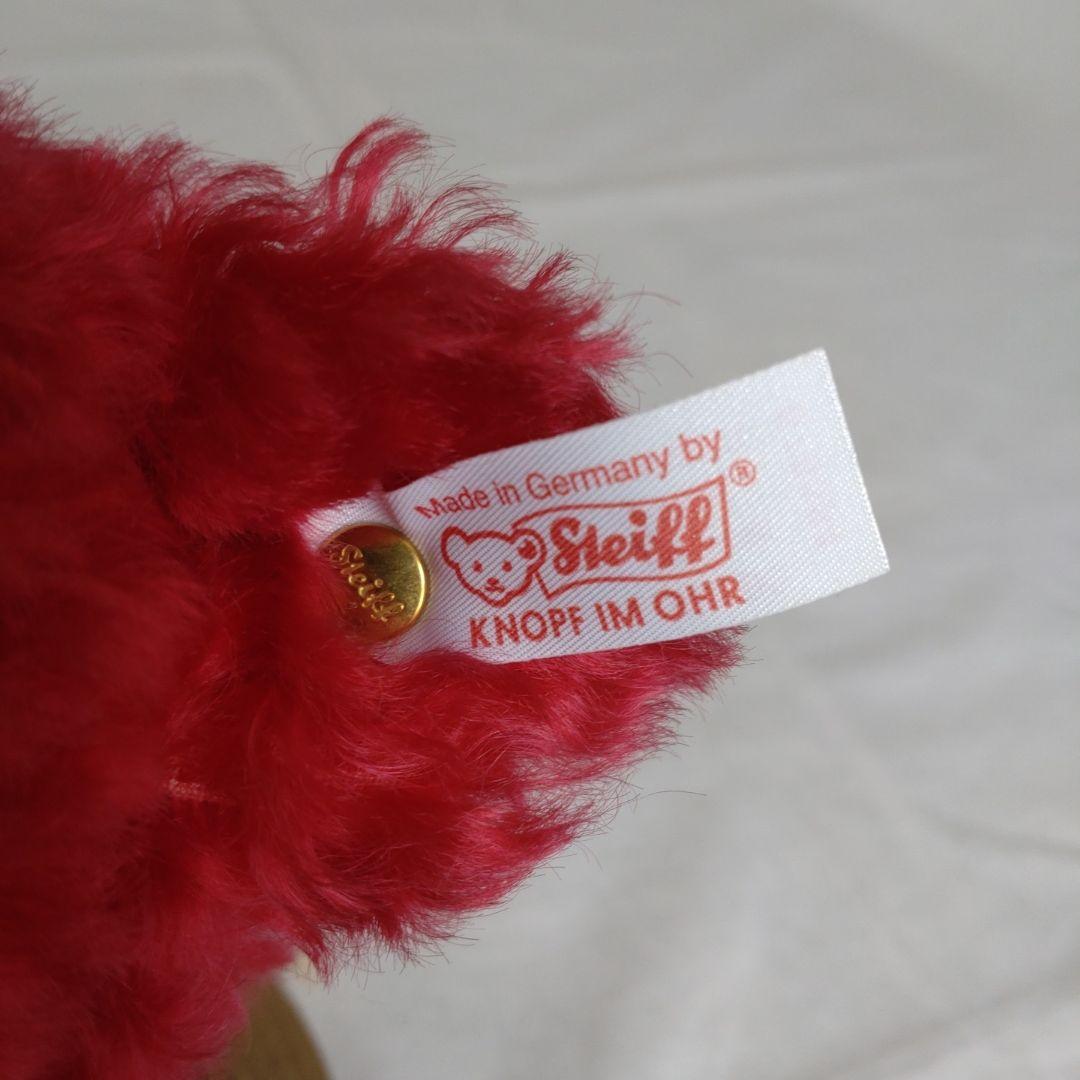 Made in Germany by
Steiff®
KNOPF IM OHR
Steiff